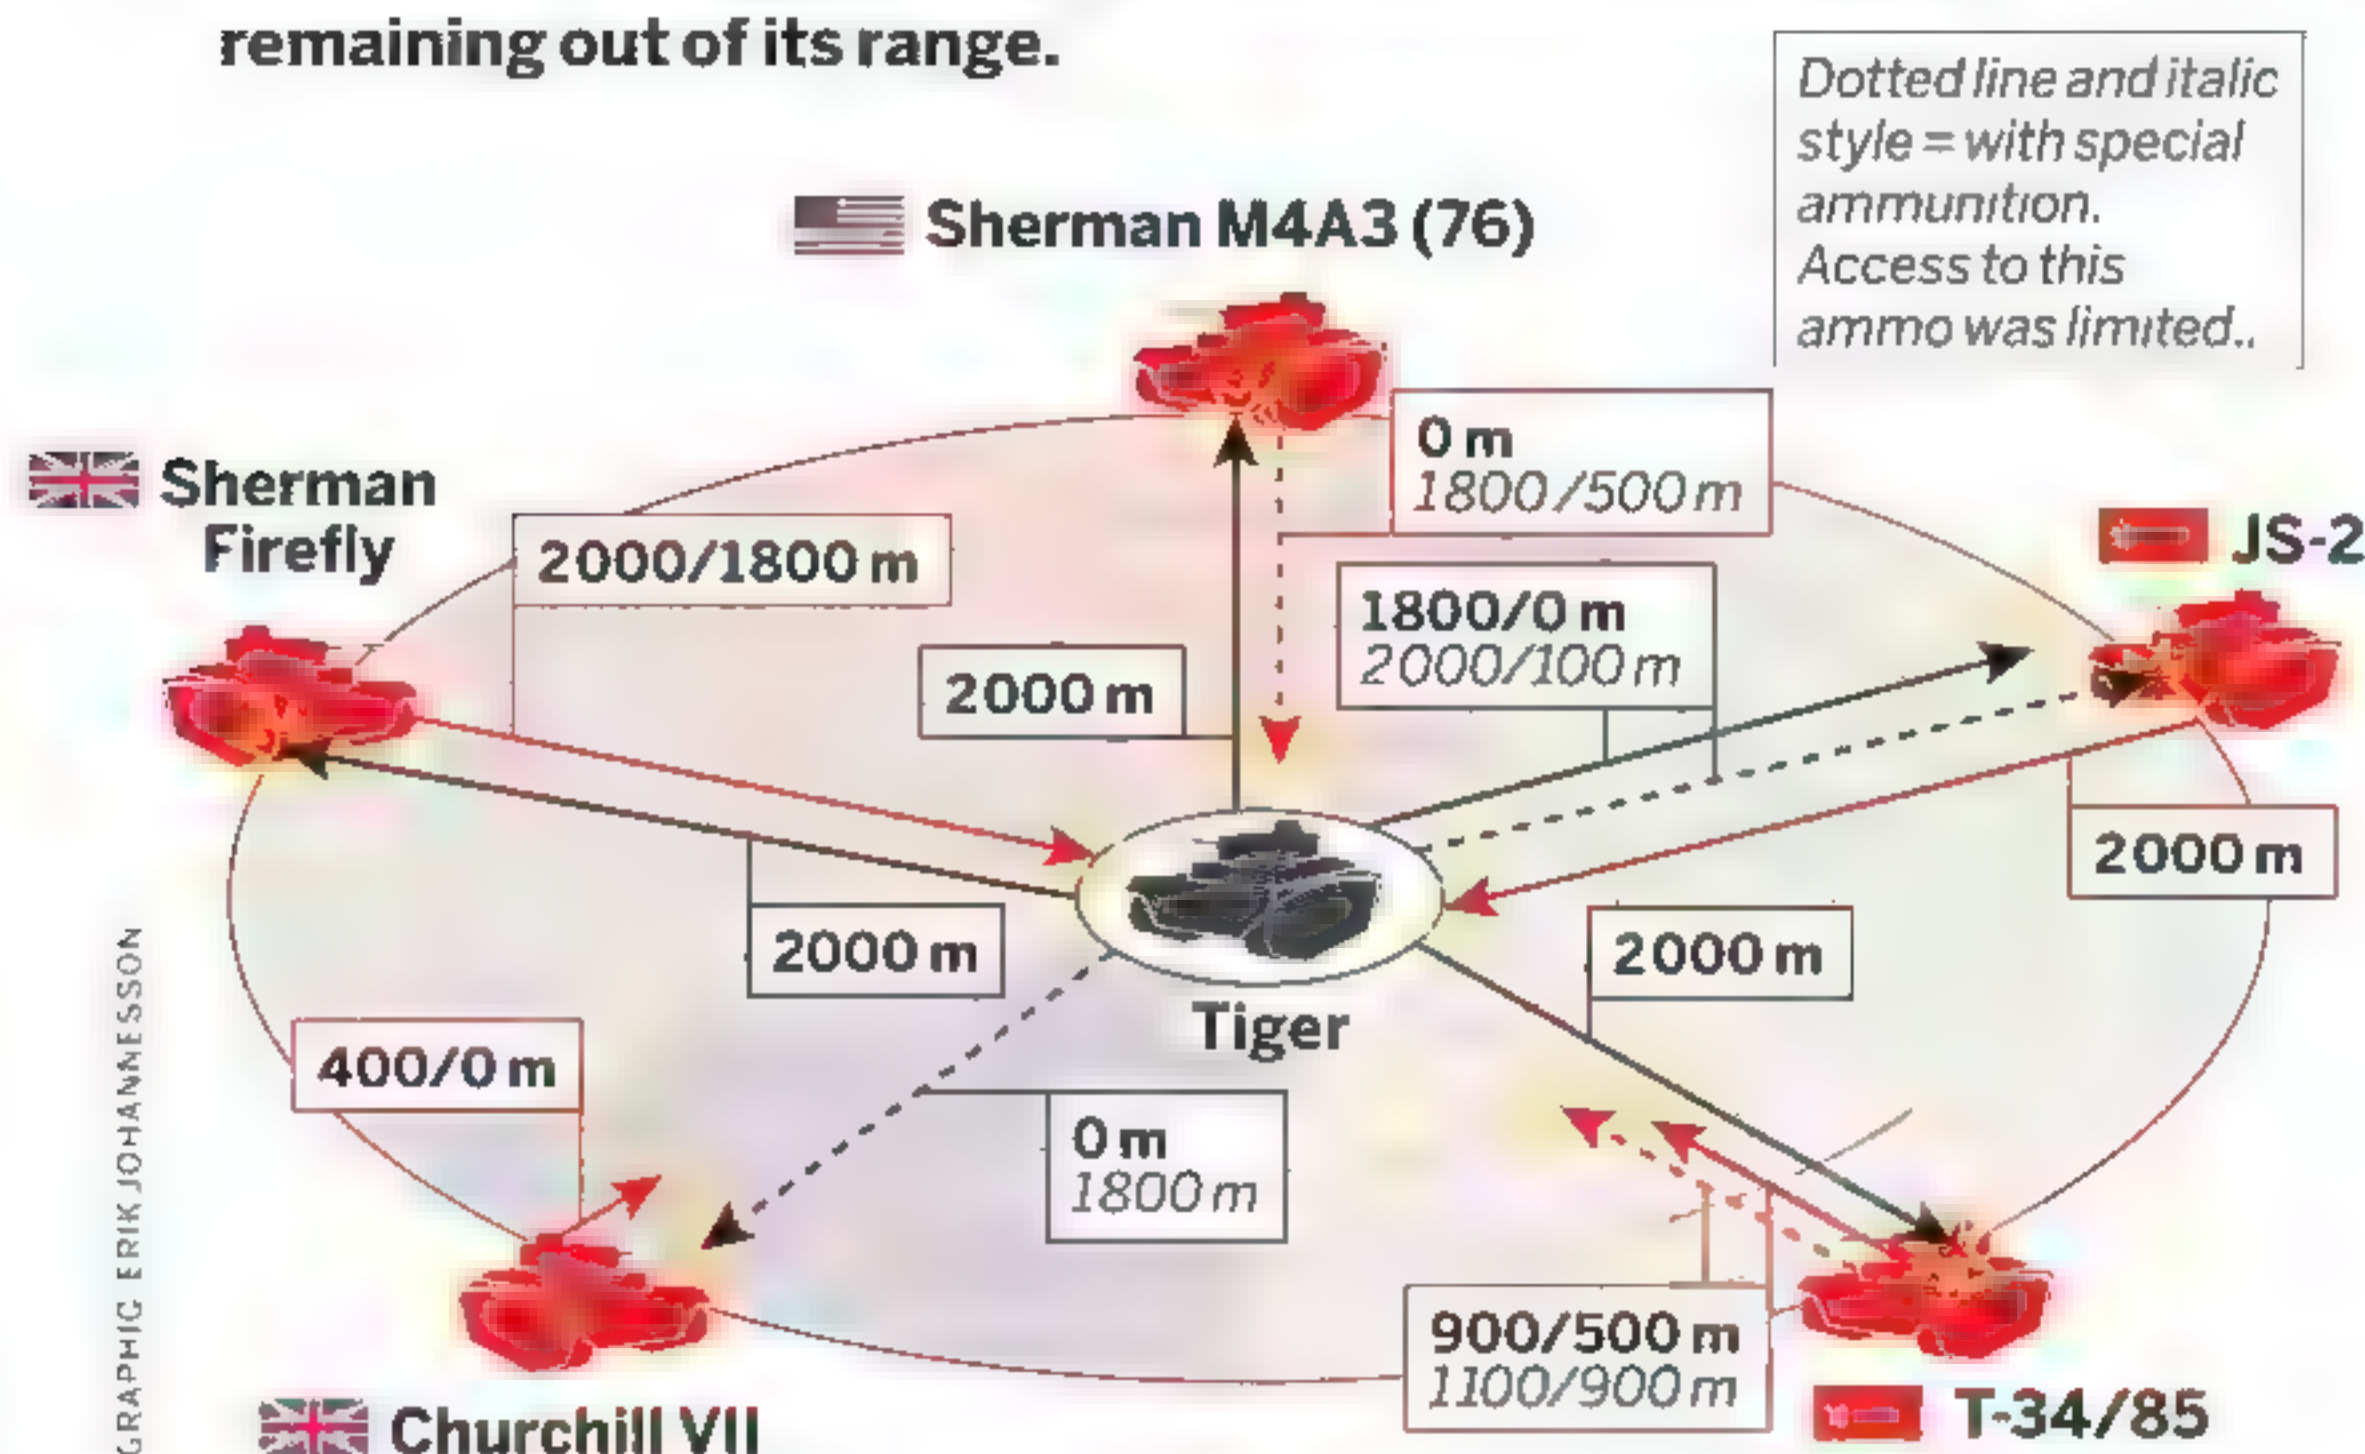 remaining out of its range.
Dotted line and italic
style = with special
ammunition.
Access to this
ammo was limited..
Sherman M4A3 (76)
0 m
1800/500 m
Sherman
Firefly
2000/1800 m
JS-2
1800/0 m
2000/100 m
2000 m
2000 m
2000 m
2000 m
Tiger
400/0 m
0 m
1800 m
900/500 m
1100/900 m
Churchill VII
T-34/85
GRAPHIC ERIK JOHANNESSON